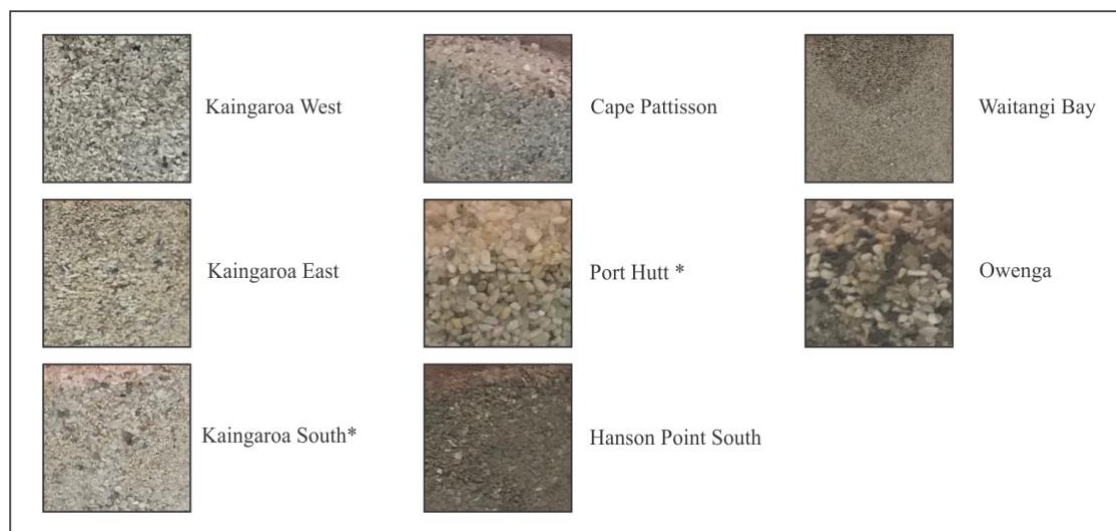 Kaingaroa West
Cape Pattisson
Waitangi Bay
Kaingaroa East
Port Hutt *
Owenga
Kaingaroa South*
Hanson Point South